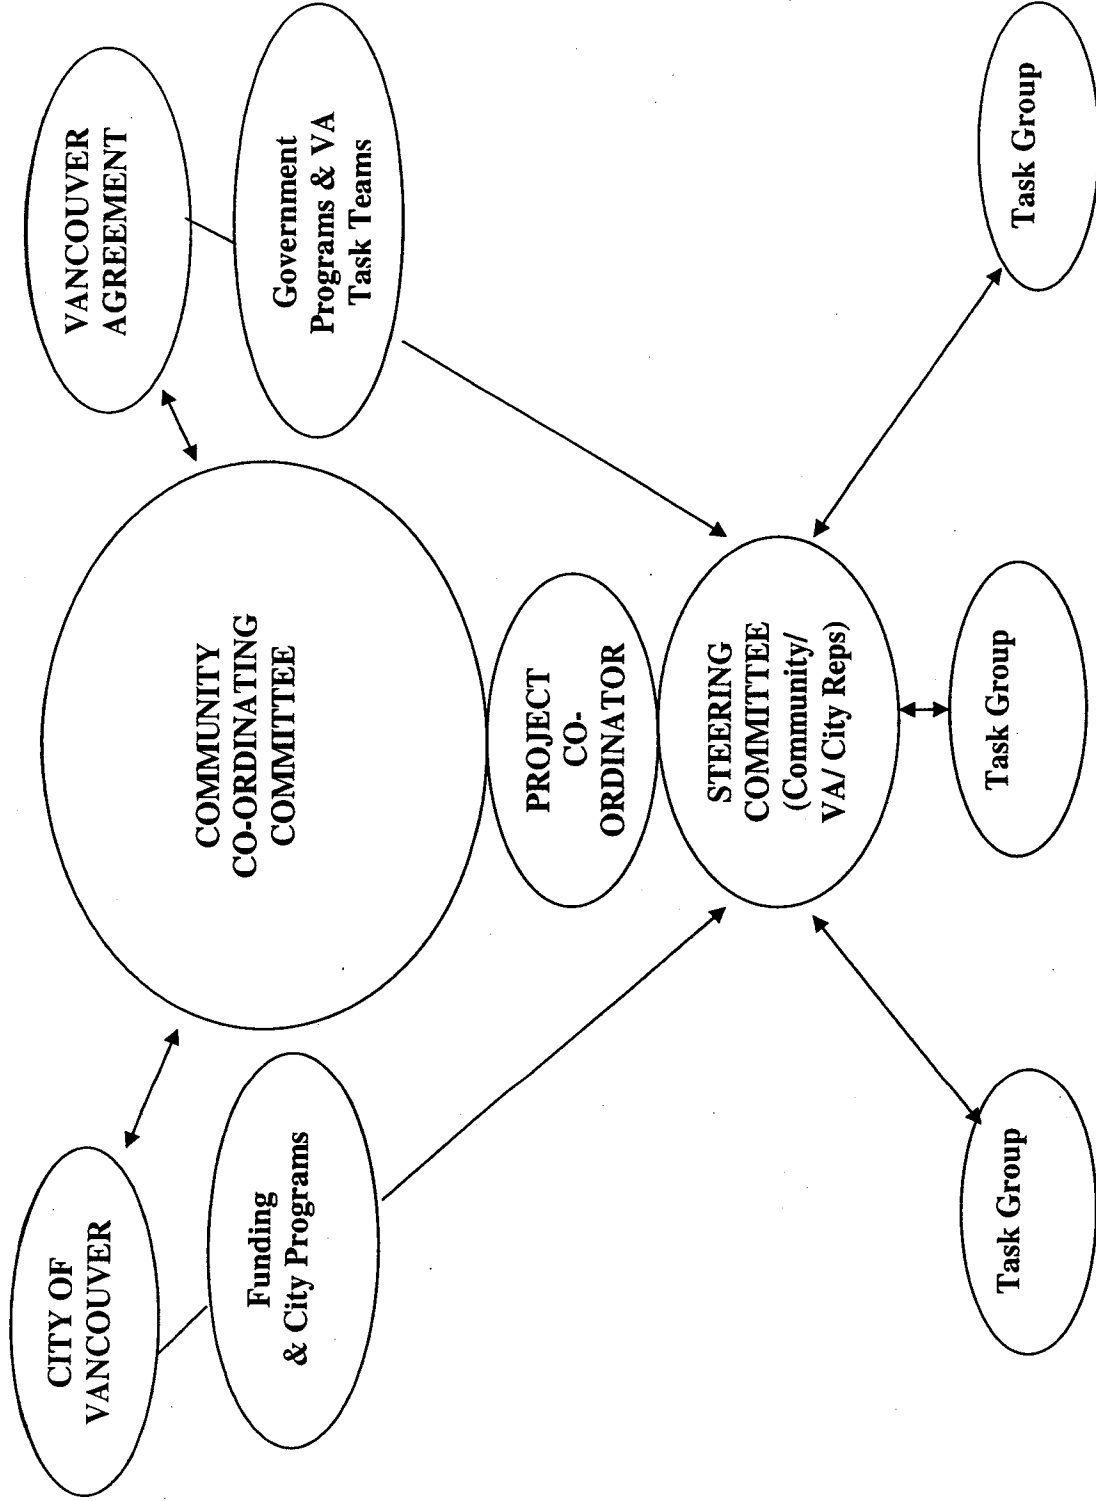 CITY OF
VANCOUVER
Funding
& City Programs
COMMUNITY
CO-ORDINATING
COMMITTEE
VANCOUVER
AGREEMENT
Government
Programs & VA
Task Teams
PROJECT
CO-
ORDINATOR
STEERING
COMMITTEE
(Community/
VA/ City Reps)
Task Group
Task Group
Task Group